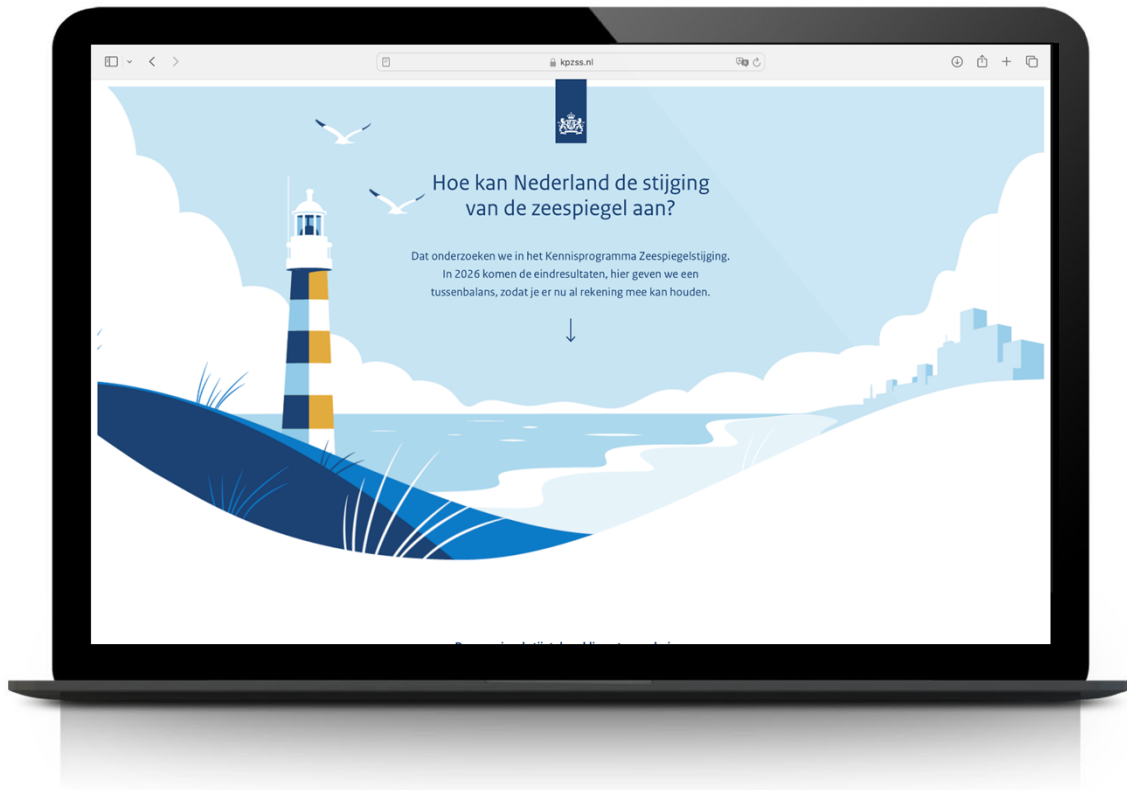 kpzss.nl
Hoe kan Nederland de stijging
van de zeespiegel aan?
Dat onderzoeken we in het Kennisprogramma Zeespiegelstijging.
In 2026 komen de eindresultaten, hier geven we een
tussenbalans, zodat je er nu al rekening mee kan houden.